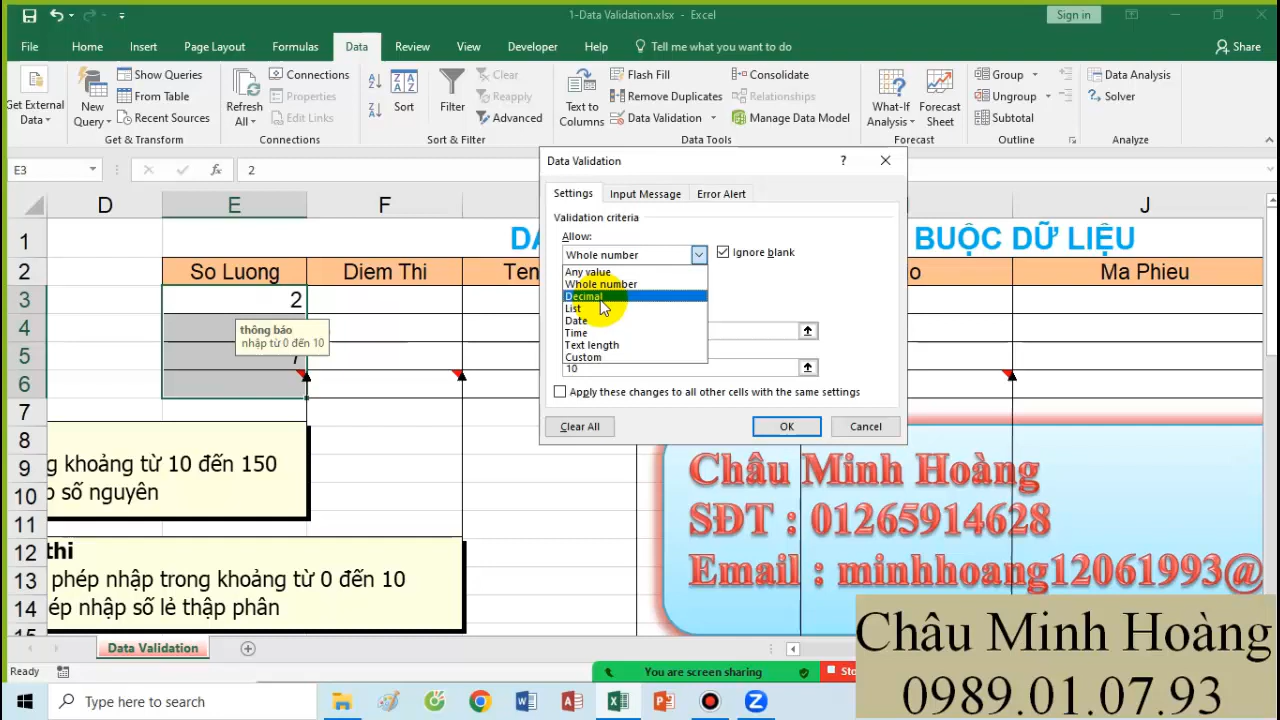 1-Data Validation.xlsx - Excel
Sign in
File Home Insert Page Layout Formulas Data Review View Developer Help Tell me what you want to do Share
Get External Data
New Query
Show Queries
From Table
Recent Sources
Get & Transform
Refresh All
Connections
Properties
Edit Links
Connections
Sort
Filter
Clear
Reapply
Advanced
Sort & Filter
Text to Columns
Flash Fill
Remove Duplicates
Data Validation
Consolidate
Relationships
Manage Data Model
Data Tools
What-If Analysis
Forecast Sheet
Forecast
Group
Ungroup
Subtotal
Outline
Data Analysis
Solver
Analyze
E3 fx 2
D E F J
1 BUỘC DỮ LIỆU
2 So Luong Diem Thi Ten Ma Phieu
3 2
4
5 7
6
thông báo
nhập từ 0 đến 10
7
8
9 g khoảng từ 10 đến 150
10 số nguyên
11
12 thi
13 phép nhập trong khoảng từ 0 đến 10
14 ép nhập số lẻ thập phân
15
Data Validation
?
Settings Input Message Error Alert
Validation criteria
Allow:
Whole number
Ignore blank
Any value
Whole number
Decimal
List
Date
Time
Text length
Custom
10
Apply these changes to all other cells with the same settings
Clear All OK Cancel
Châu Minh Hoàng
SĐT : 01265914628
Email : minhhoang12061993@
Châu Minh Hoàng
0989.01.07.93
Data Validation
Ready
You are screen sharing
Type here to search